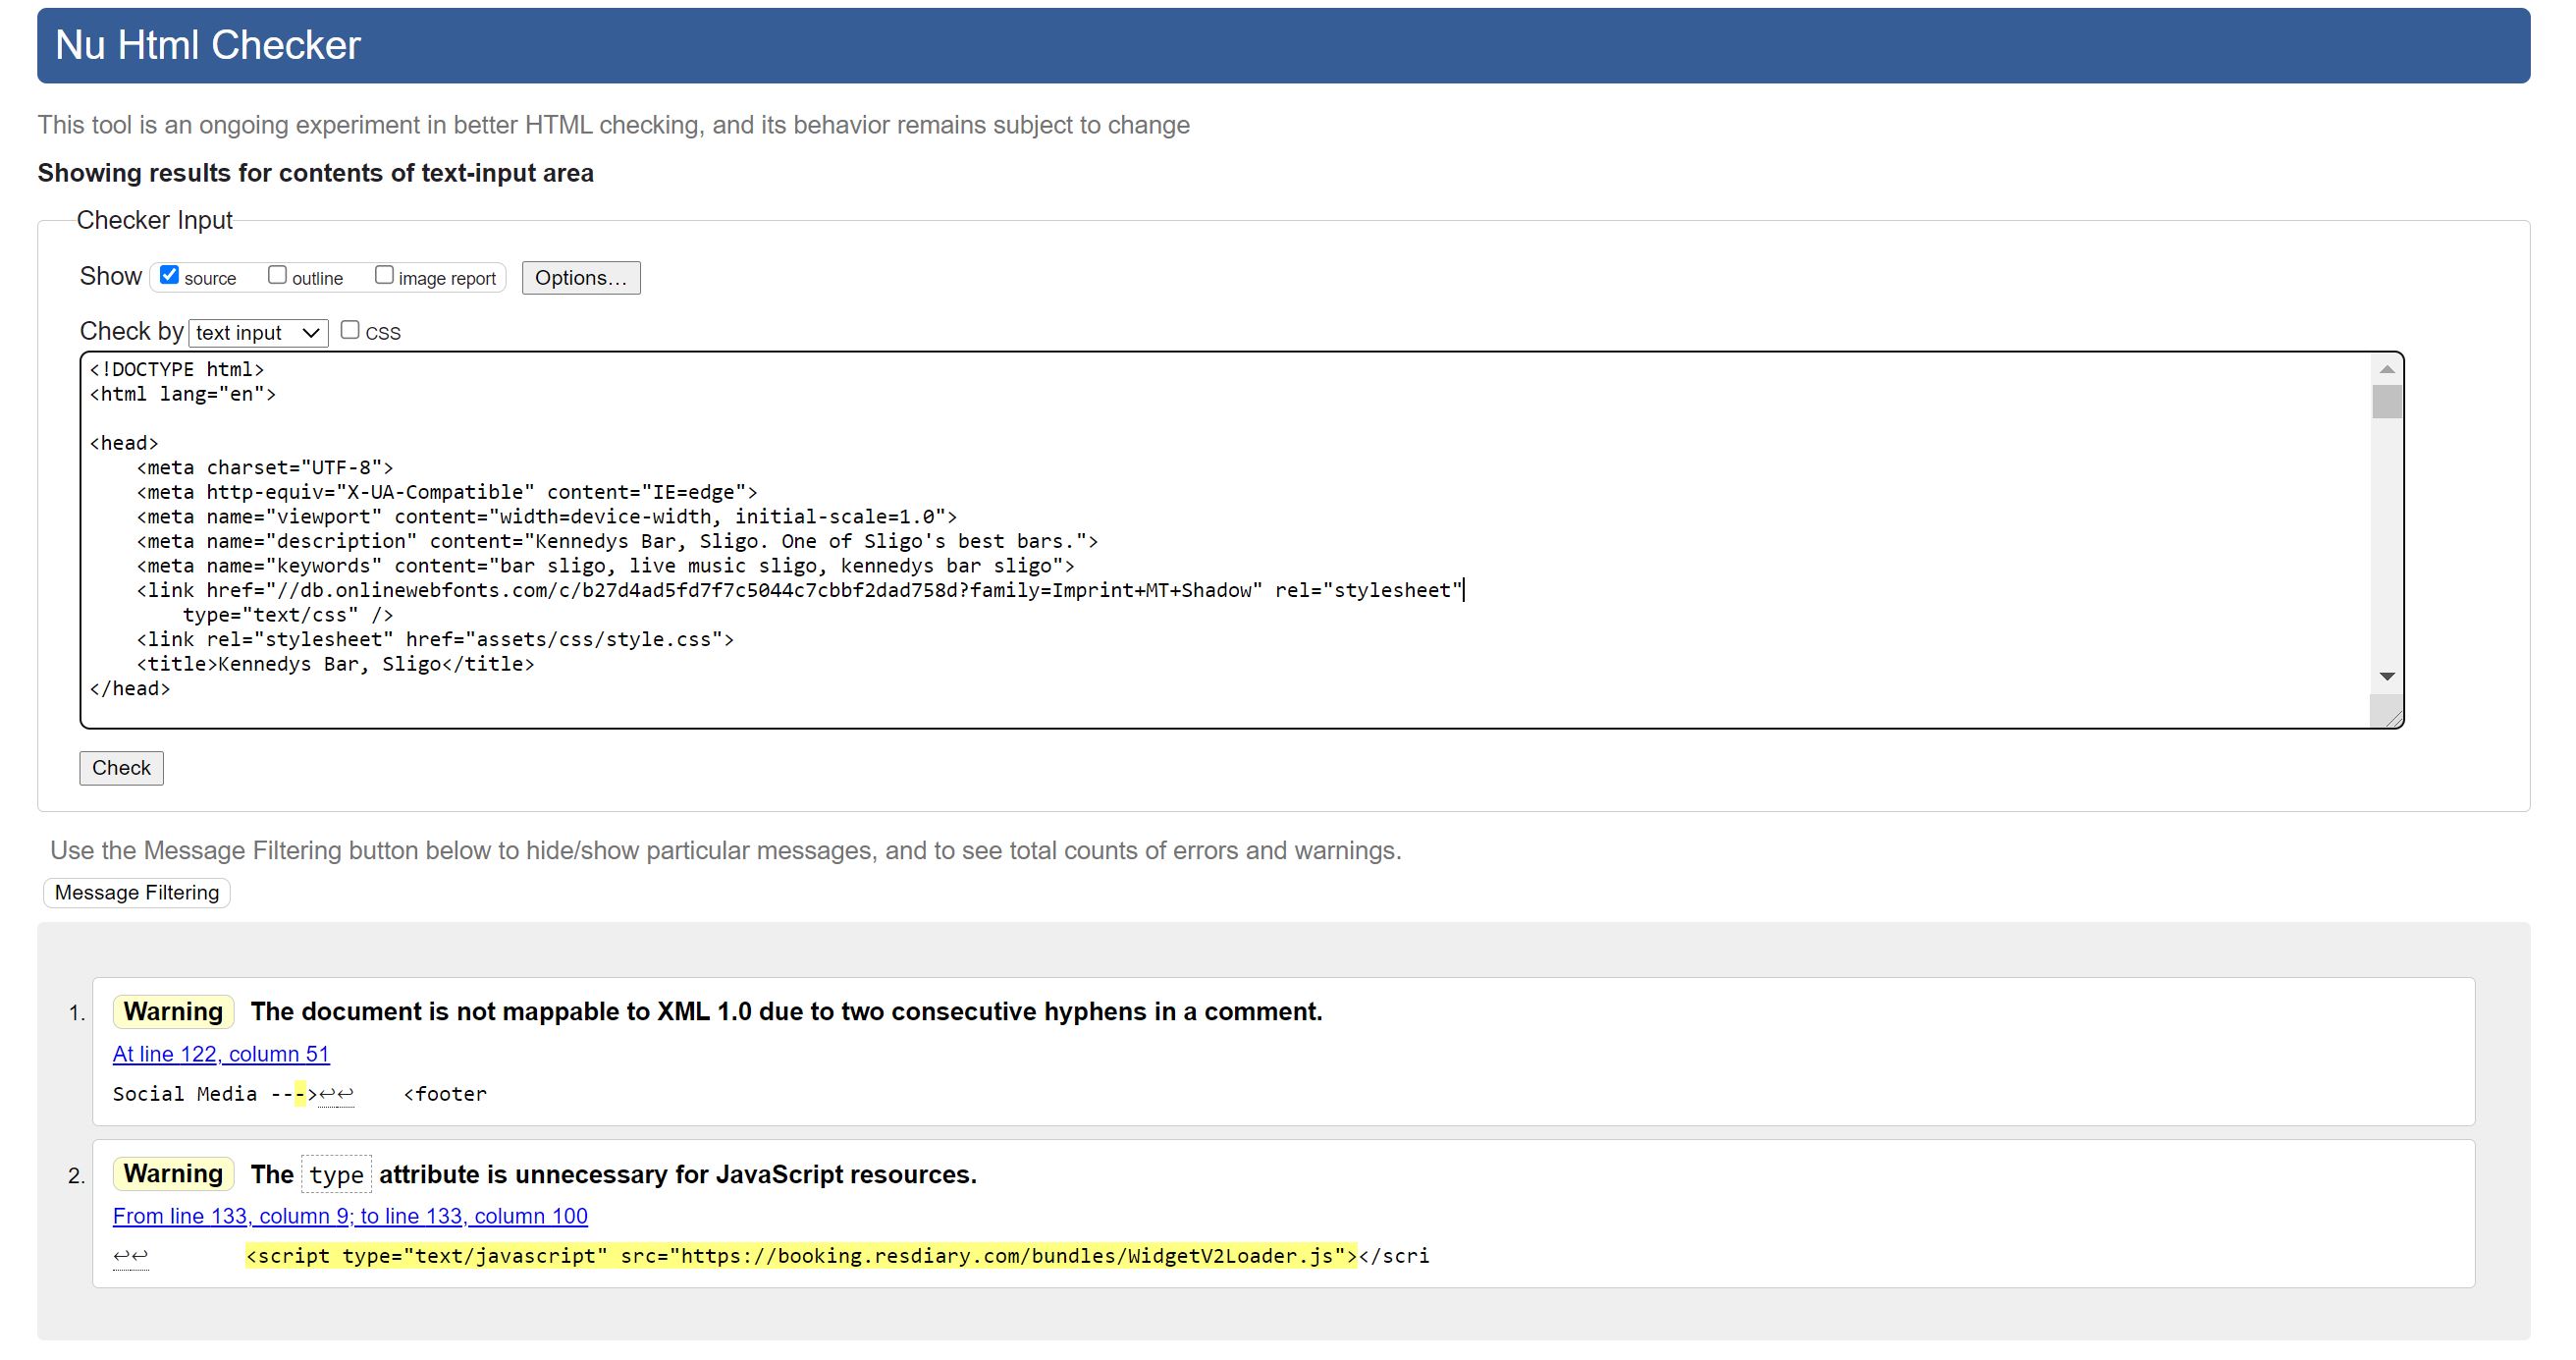 Nu Html Checker
This tool is an ongoing experiment in better HTML checking, and its behavior remains subject to change
Showing results for contents of text-input area
Checker Input
Show source outline image report Options...
Check by text input CSS
<!DOCTYPE html>
<html lang="en">
<head>
<meta charset="UTF-8">
<meta http-equiv="X-UA-Compatible" content="IE=edge">
<meta name="viewport" content="width=device-width, initial-scale=1.0">
<meta name="description" content="Kennedys Bar, Sligo. One of Sligo's best bars.">
<meta name="keywords" content="bar sligo, live music sligo, kennedys bar sligo">
<link href="//db.onlinewebfonts.com/c/b27d4ad5fd7f7c5044c7cbbf2dad758d?family=Imprint+MT+Shadow" rel="stylesheet"
type="text/css" />
<link rel="stylesheet" href="assets/css/style.css">
<title>Kennedys Bar, Sligo</title>
</head>
Check
Use the Message Filtering button below to hide/show particular messages, and to see total counts of errors and warnings.
Message Filtering
1. Warning The document is not mappable to XML 1.0 due to two consecutive hyphens in a comment.
At line 122, column 51
Social Media --->↩↩ <footer
2. Warning The type attribute is unnecessary for JavaScript resources.
From line 133, column 9; to line 133, column 100
↩↩ <script type="text/javascript" src="https://booking.resdiary.com/bundles/WidgetV2Loader.js"></scri